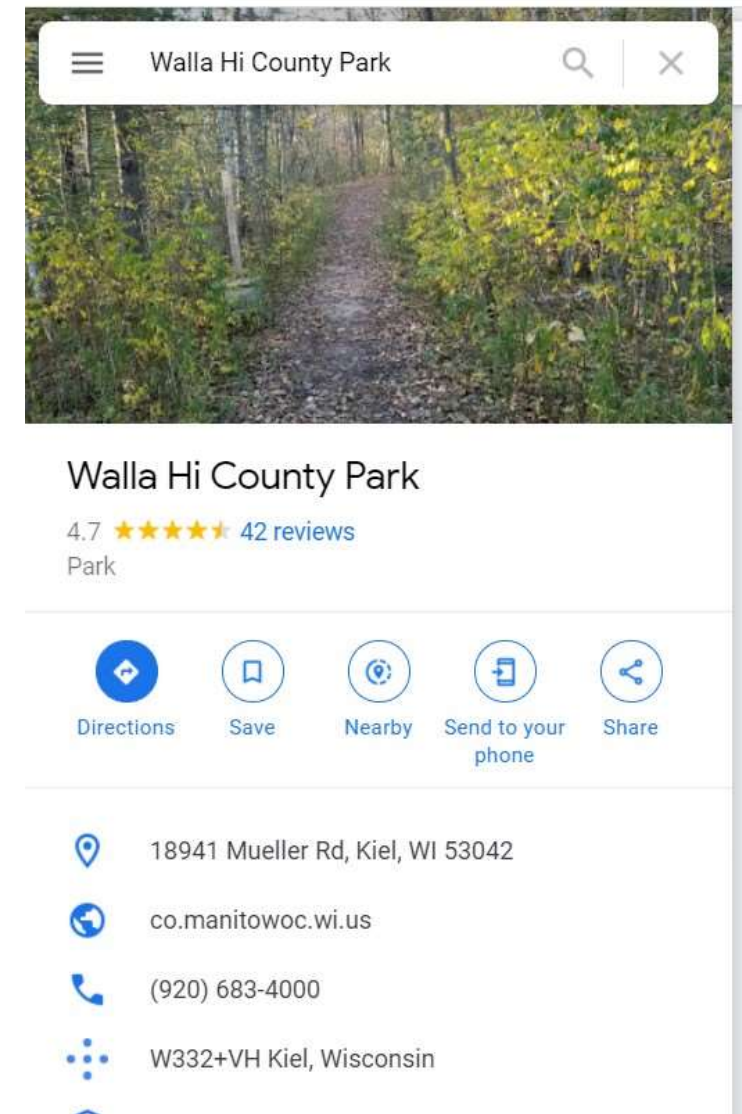 Walla Hi County Park
Walla Hi County Park
4.7 42 reviews
Park
Directions
Save
Nearby
Send to your
phone
Share
18941 Mueller Rd, Kiel, WI 53042
co.manitowoc.wi.us
(920) 683-4000
W332+VH Kiel, Wisconsin